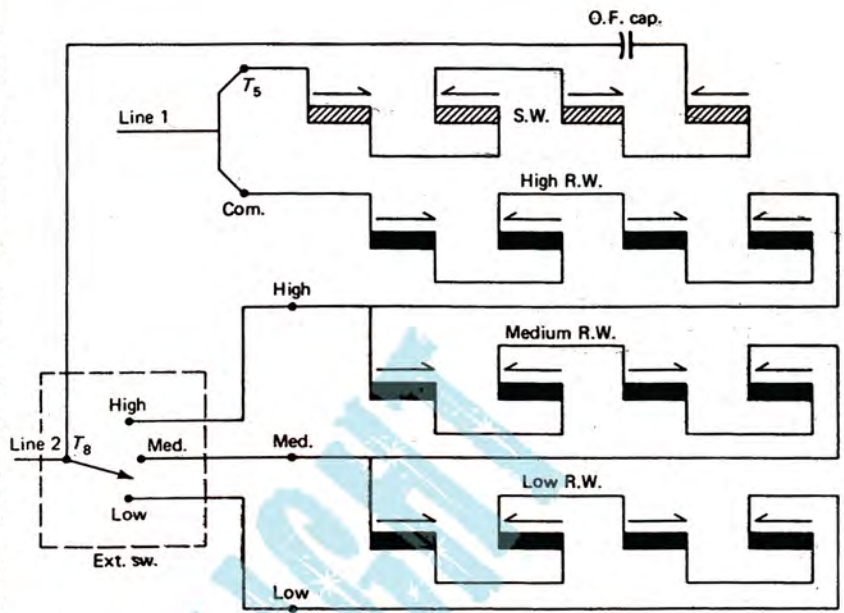 O.F. cap.
T5
Line 1
S.W.
High R.W.
Com.
High
Medium R.W.
High
Line 2 T8
Med.
Med.
Low R.W.
Low
Ext. sw.
Low